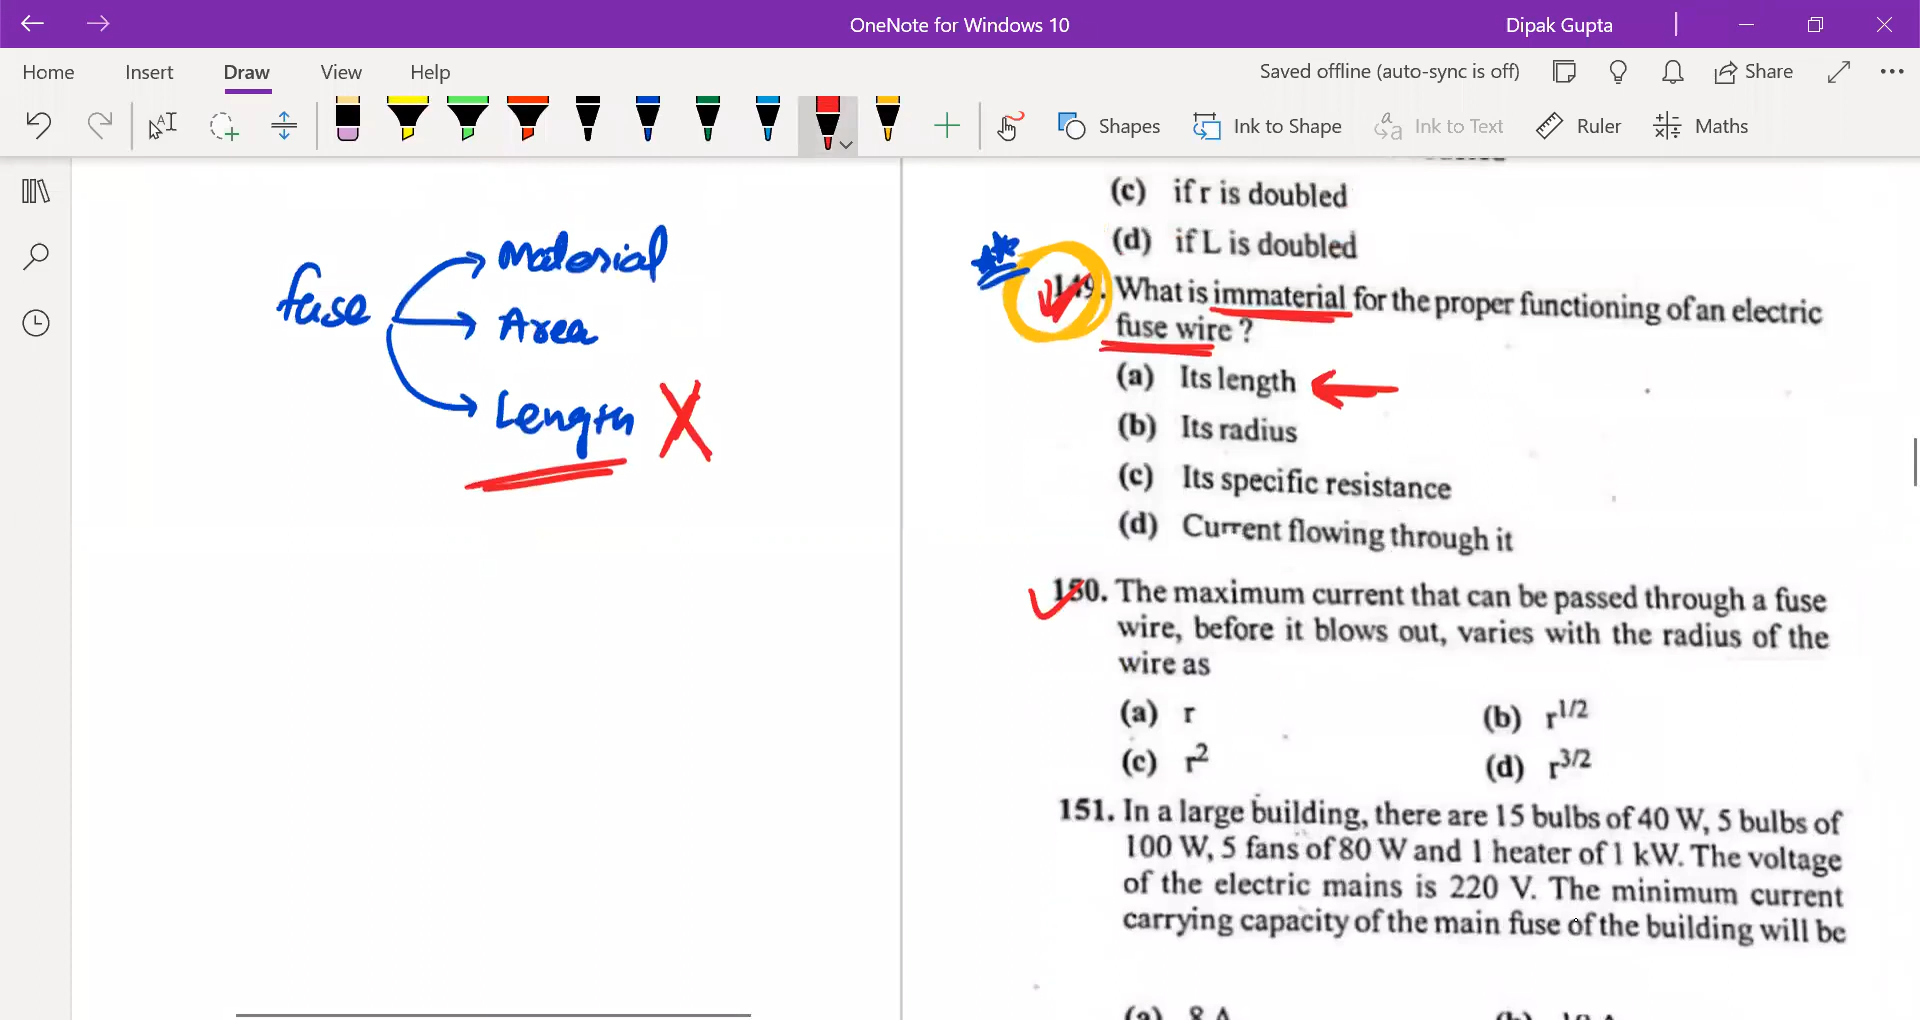 OneNote for Windows 10
Dipak Gupta
Home Insert Draw View Help
Saved offline (auto-sync is off)
Share
Shapes
Ink to Shape
Ink to Text
Ruler
Maths
fuse
Material
Area
Length X
(c) if r is doubled
(d) if L is doubled
149. What is immaterial for the proper functioning of an electric
fuse wire ?
(a) Its length
(b) Its radius
(c) Its specific resistance
(d) Current flowing through it
150. The maximum current that can be passed through a fuse
wire, before it blows out, varies with the radius of the
wire as
(a) r (b) r^1/2
(c) r^2 (d) r^3/2
151. In a large building, there are 15 bulbs of 40 W, 5 bulbs of
100 W, 5 fans of 80 W and 1 heater of 1 kW. The voltage
of the electric mains is 220 V. The minimum current
carrying capacity of the main fuse of the building will be